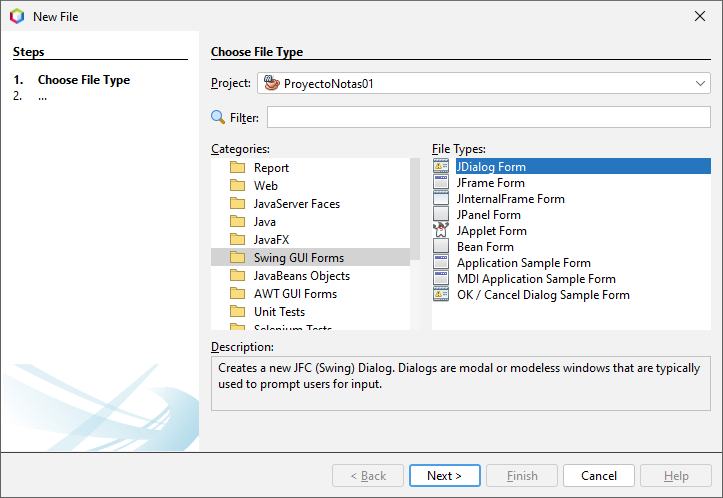 New File
Steps
1. Choose File Type
2. ...
Choose File Type
Project: ProyectoNotas01
Filter:
Categories:
Report
Web
JavaServer Faces
Java
JavaFX
Swing GUI Forms
JavaBeans Objects
AWT GUI Forms
Unit Tests
Selenium Tests
File Types:
JDialog Form
JFrame Form
JInternalFrame Form
JPanel Form
JApplet Form
Bean Form
Application Sample Form
MDI Application Sample Form
OK / Cancel Dialog Sample Form
Description:
Creates a new JFC (Swing) Dialog. Dialogs are modal or modeless windows that are typically
used to prompt users for input.
< Back Next > Finish Cancel Help